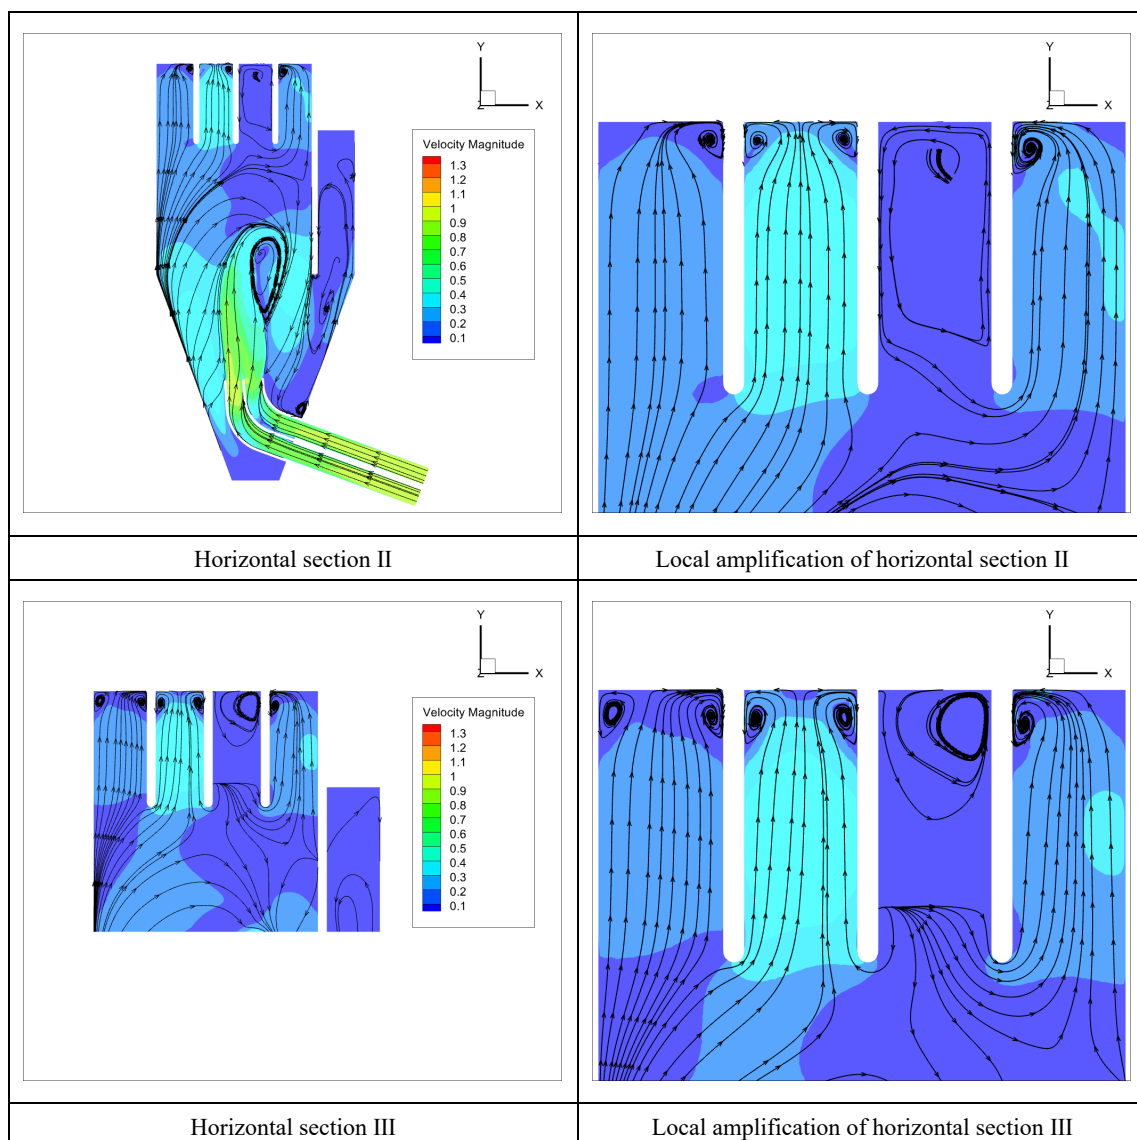 Y
Z
X
Velocity Magnitude
1.3
1.2
1.1
1
0.9
0.8
0.7
0.6
0.5
0.4
0.3
0.2
0.1
Y
Z
X
Horizontal section II
Local amplification of horizontal section II
Y
Z
X
Velocity Magnitude
1.3
1.2
1.1
1
0.9
0.8
0.7
0.6
0.5
0.4
0.3
0.2
0.1
Y
Z
X
Horizontal section III
Local amplification of horizontal section III